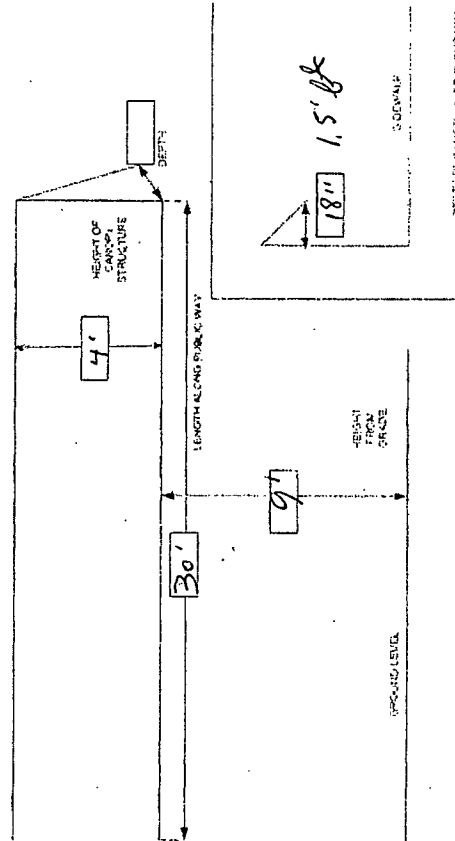 DEPTH
HEIGHT OF
CANOPY
STRUCTURE
4'
LENGTH ALONG PUBLIC WAY
30'
9'
HEIGHT
FROM
GRADE
GROUND LEVEL
18"
1.5'
SIDEWALK